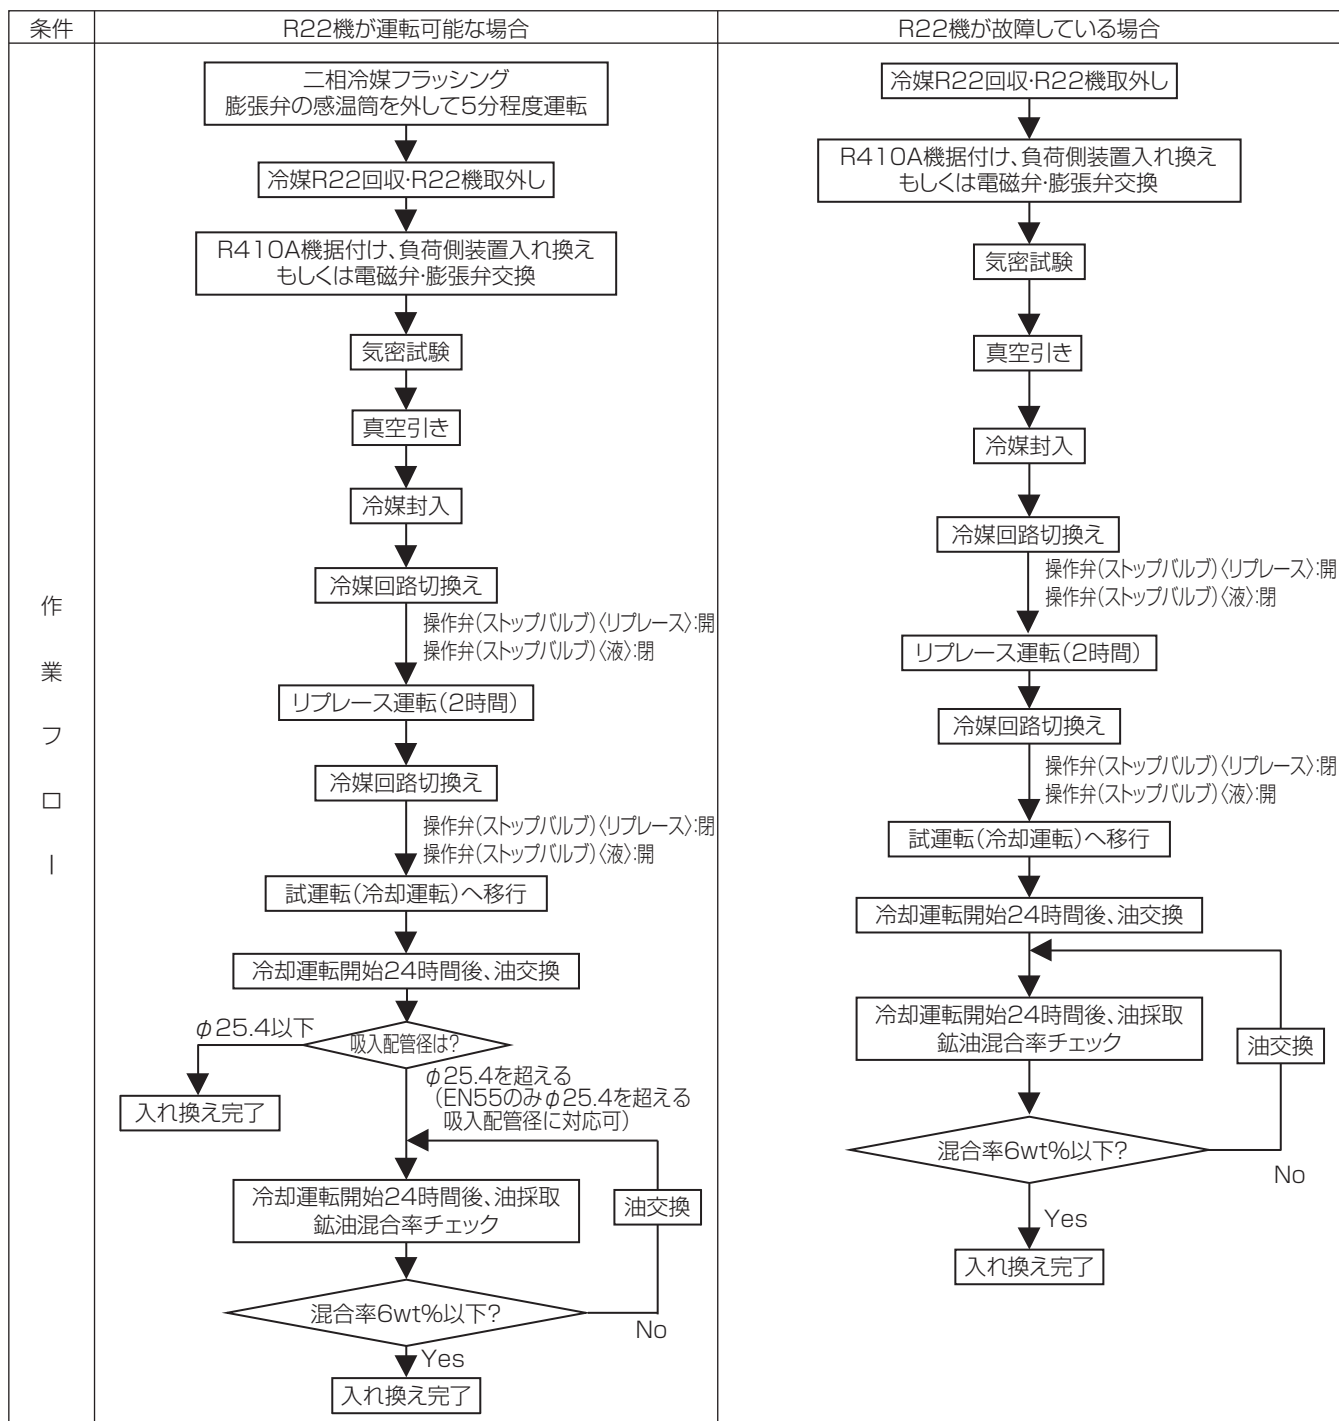 条件
R22機が運転可能な場合
R22機が故障している場合
作業フロー
二相冷媒フラッシング
膨張弁の感温筒を外して5分程度運転
冷媒R22回収･R22機取外し
R410A機据付け、負荷側装置入れ換え
もしくは電磁弁･膨張弁交換
気密試験
真空引き
冷媒封入
冷媒回路切換え
操作弁(ストップバルブ)〈リプレース〉:開
操作弁(ストップバルブ)〈液〉:閉
リプレース運転(2時間)
冷媒回路切換え
操作弁(ストップバルブ)〈リプレース〉:閉
操作弁(ストップバルブ)〈液〉:開
試運転(冷却運転)へ移行
冷却運転開始24時間後、油交換
吸入配管径は?
φ25.4以下
入れ換え完了
φ25.4を超える
(EN55のみφ25.4を超える
吸入配管径に対応可)
冷却運転開始24時間後、油採取
鉱油混合率チェック
油交換
混合率6wt%以下?
No
Yes
入れ換え完了
冷媒R22回収･R22機取外し
R410A機据付け、負荷側装置入れ換え
もしくは電磁弁･膨張弁交換
気密試験
真空引き
冷媒封入
冷媒回路切換え
操作弁(ストップバルブ)〈リプレース〉:開
操作弁(ストップバルブ)〈液〉:閉
リプレース運転(2時間)
冷媒回路切換え
操作弁(ストップバルブ)〈リプレース〉:閉
操作弁(ストップバルブ)〈液〉:開
試運転(冷却運転)へ移行
冷却運転開始24時間後、油交換
冷却運転開始24時間後、油採取
鉱油混合率チェック
油交換
混合率6wt%以下?
No
Yes
入れ換え完了